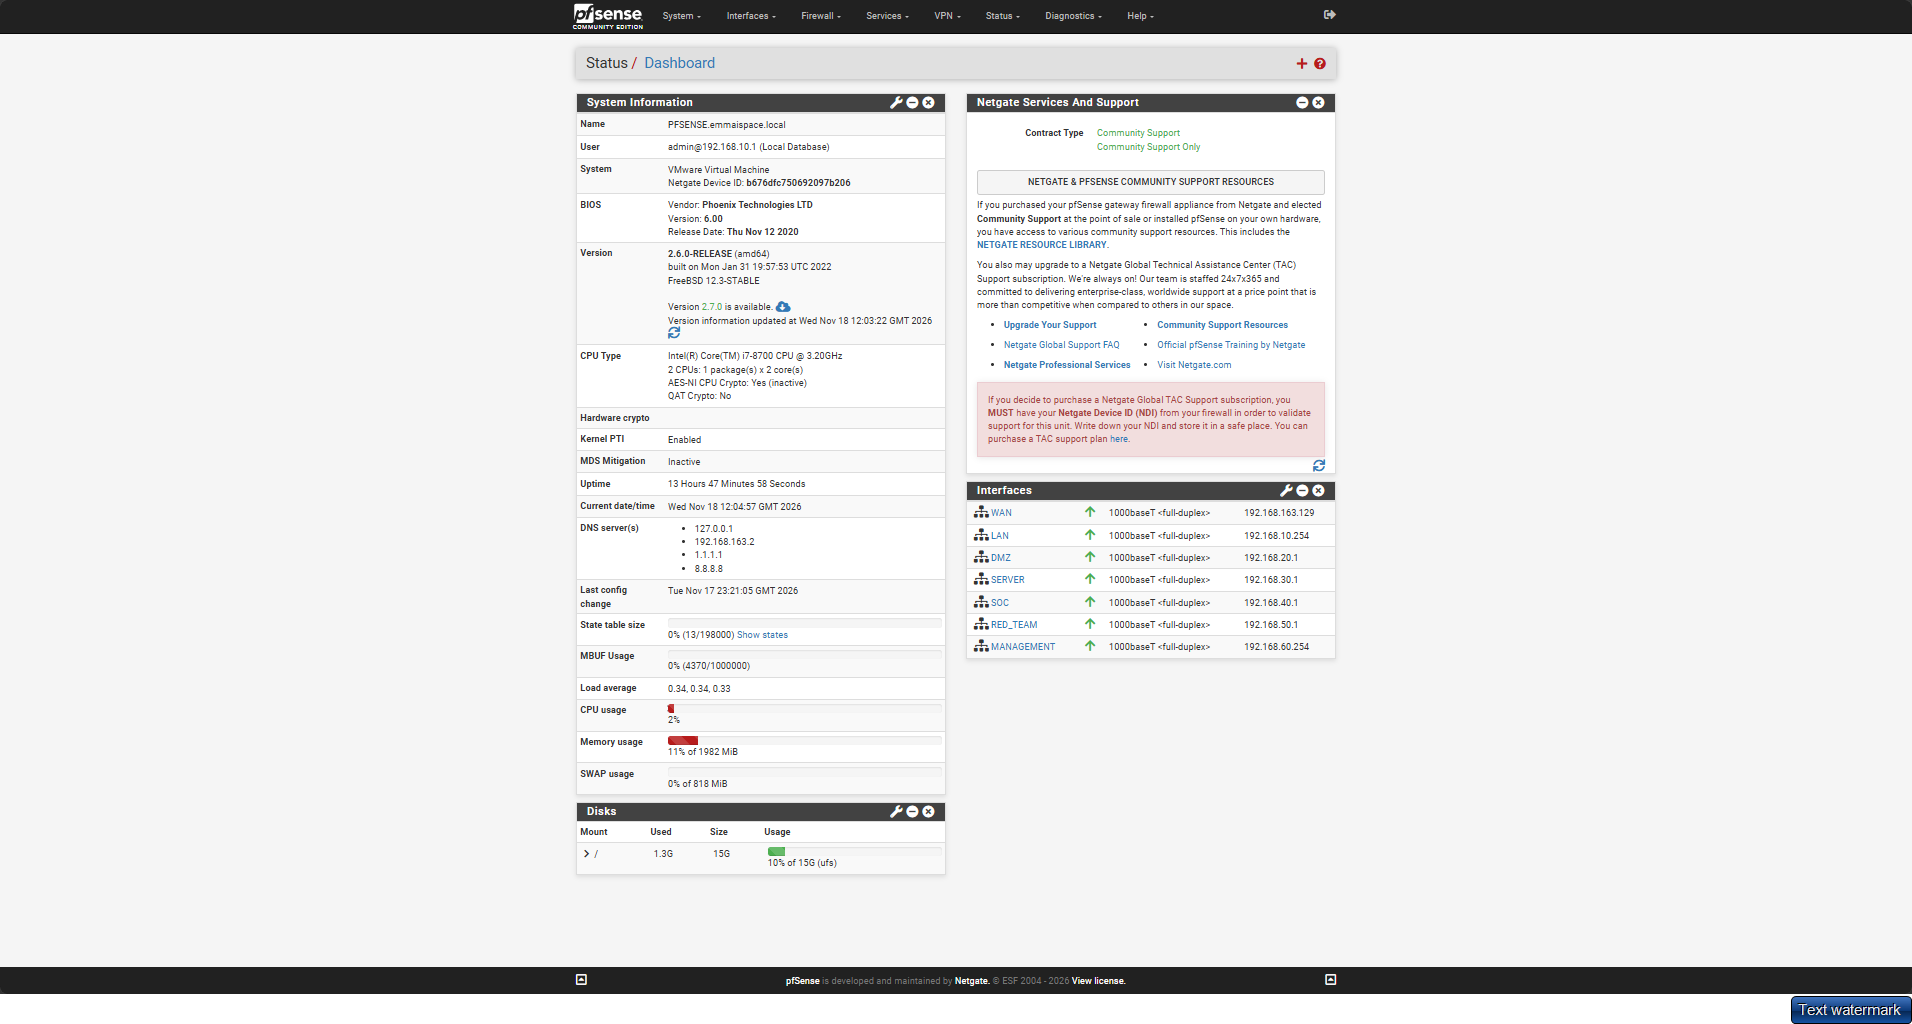 pfsense
COMMUNITY EDITION
System Interfaces Firewall Services VPN Status Diagnostics Help
Status / Dashboard
System Information
Name PFSENSE.emmaispace.local
User admin@192.168.10.1 (Local Database)
System VMware Virtual Machine
Netgate Device ID: b676dfc750692097b206
BIOS Vendor: Phoenix Technologies LTD
Version: 6.00
Release Date: Thu Nov 12 2020
Version 2.6.0-RELEASE (amd64)
built on Mon Jan 31 19:57:53 UTC 2022
FreeBSD 12.3-STABLE
Version 2.7.0 is available.
Version information updated at Wed Nov 18 12:03:22 GMT 2026
CPU Type Intel(R) Core(TM) i7-8700 CPU @ 3.20GHz
2 CPUs: 1 package(s) x 2 core(s)
AES-NI CPU Crypto: Yes (inactive)
QAT Crypto: No
Hardware crypto
Kernel PTI Enabled
MDS Mitigation Inactive
Uptime 13 Hours 47 Minutes 58 Seconds
Current date/time Wed Nov 18 12:04:57 GMT 2026
DNS server(s) 127.0.0.1
192.168.163.2
1.1.1.1
8.8.8.8
Last config change Tue Nov 17 23:21:05 GMT 2026
State table size 0% (13/198000) Show states
MBUF Usage 0% (4370/1000000)
Load average 0.34, 0.34, 0.33
CPU usage 2%
Memory usage 11% of 1982 MiB
SWAP usage 0% of 818 MiB
Disks
Mount Used Size Usage
/ 1.3G 15G 10% of 15G (ufs)
Netgate Services And Support
Contract Type Community Support
Community Support Only
NETGATE & PFSENSE COMMUNITY SUPPORT RESOURCES
If you purchased your pfSense gateway firewall appliance from Netgate and elected
Community Support at the point of sale or installed pfSense on your own hardware,
you have access to various community support resources. This includes the
NETGATE RESOURCE LIBRARY.
You also may upgrade to a Netgate Global Technical Assistance Center (TAC)
Support subscription. We're always on! Our team is staffed 24x7x365 and
committed to delivering enterprise-class, worldwide support at a price point that is
more than competitive when compared to others in our space.
Upgrade Your Support Community Support Resources
Netgate Global Support FAQ Official pfSense Training by Netgate
Netgate Professional Services Visit Netgate.com
If you decide to purchase a Netgate Global TAC Support subscription, you
MUST have your Netgate Device ID (NDI) from your firewall in order to validate
support for this unit. Write down your NDI and store it in a safe place. You can
purchase a TAC support plan here.
Interfaces
WAN 1000baseT <full-duplex> 192.168.163.129
LAN 1000baseT <full-duplex> 192.168.10.254
DMZ 1000baseT <full-duplex> 192.168.20.1
SERVER 1000baseT <full-duplex> 192.168.30.1
SOC 1000baseT <full-duplex> 192.168.40.1
RED_TEAM 1000baseT <full-duplex> 192.168.50.1
MANAGEMENT 1000baseT <full-duplex> 192.168.60.254
pfSense is developed and maintained by Netgate. © ESF 2004 - 2026 View license.
Text watermark